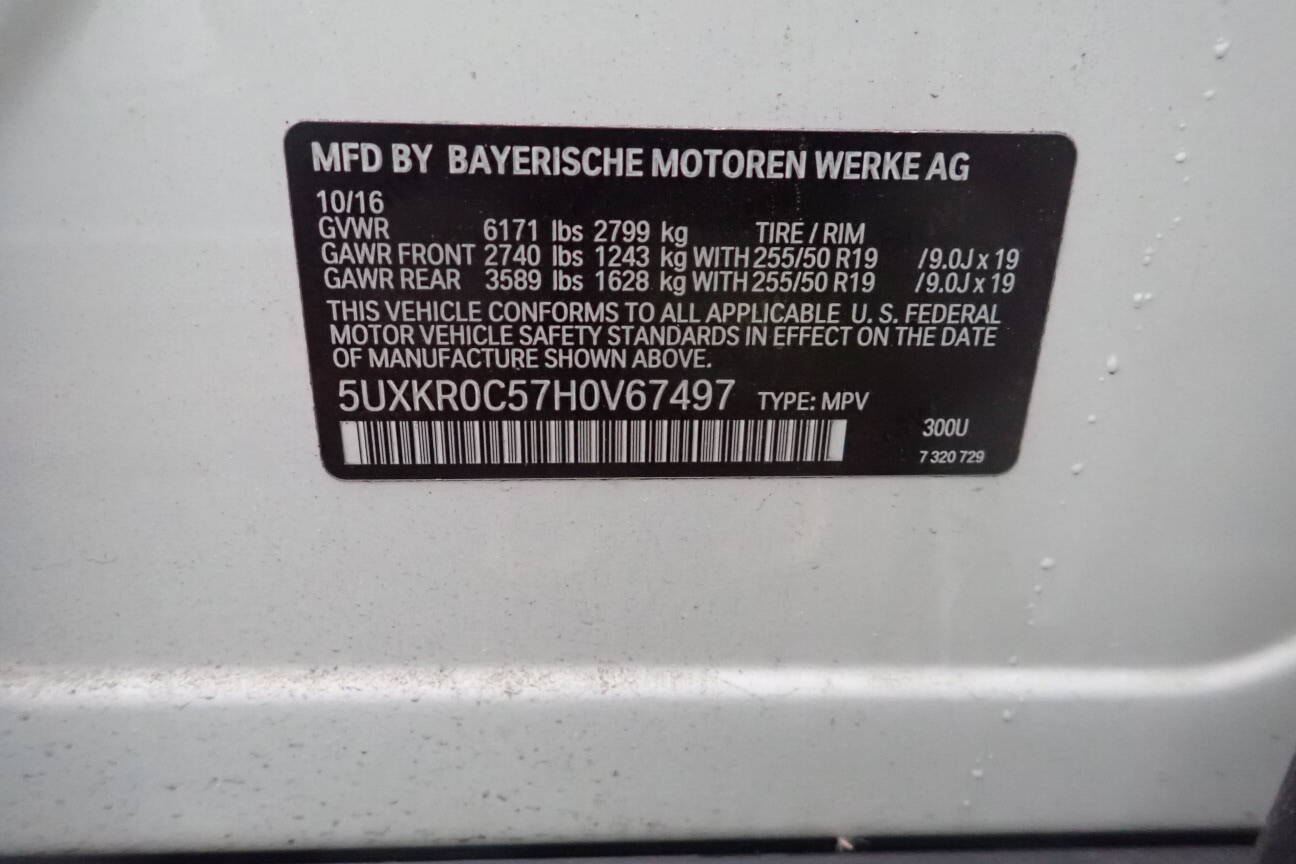 MFD BY BAYERISCHE MOTOREN WERKE AG
10/16
GVWR 6171 lbs 2799 kg TIRE / RIM
GAWR FRONT 2740 lbs 1243 kg WITH 255/50 R19 /9.0J x 19
GAWR REAR 3589 lbs 1628 kg WITH 255/50 R19 /9.0J x 19
THIS VEHICLE CONFORMS TO ALL APPLICABLE U. S. FEDERAL
MOTOR VEHICLE SAFETY STANDARDS IN EFFECT ON THE DATE
OF MANUFACTURE SHOWN ABOVE.
5UXKR0C57H0V67497 TYPE: MPV
300U
7 320 729